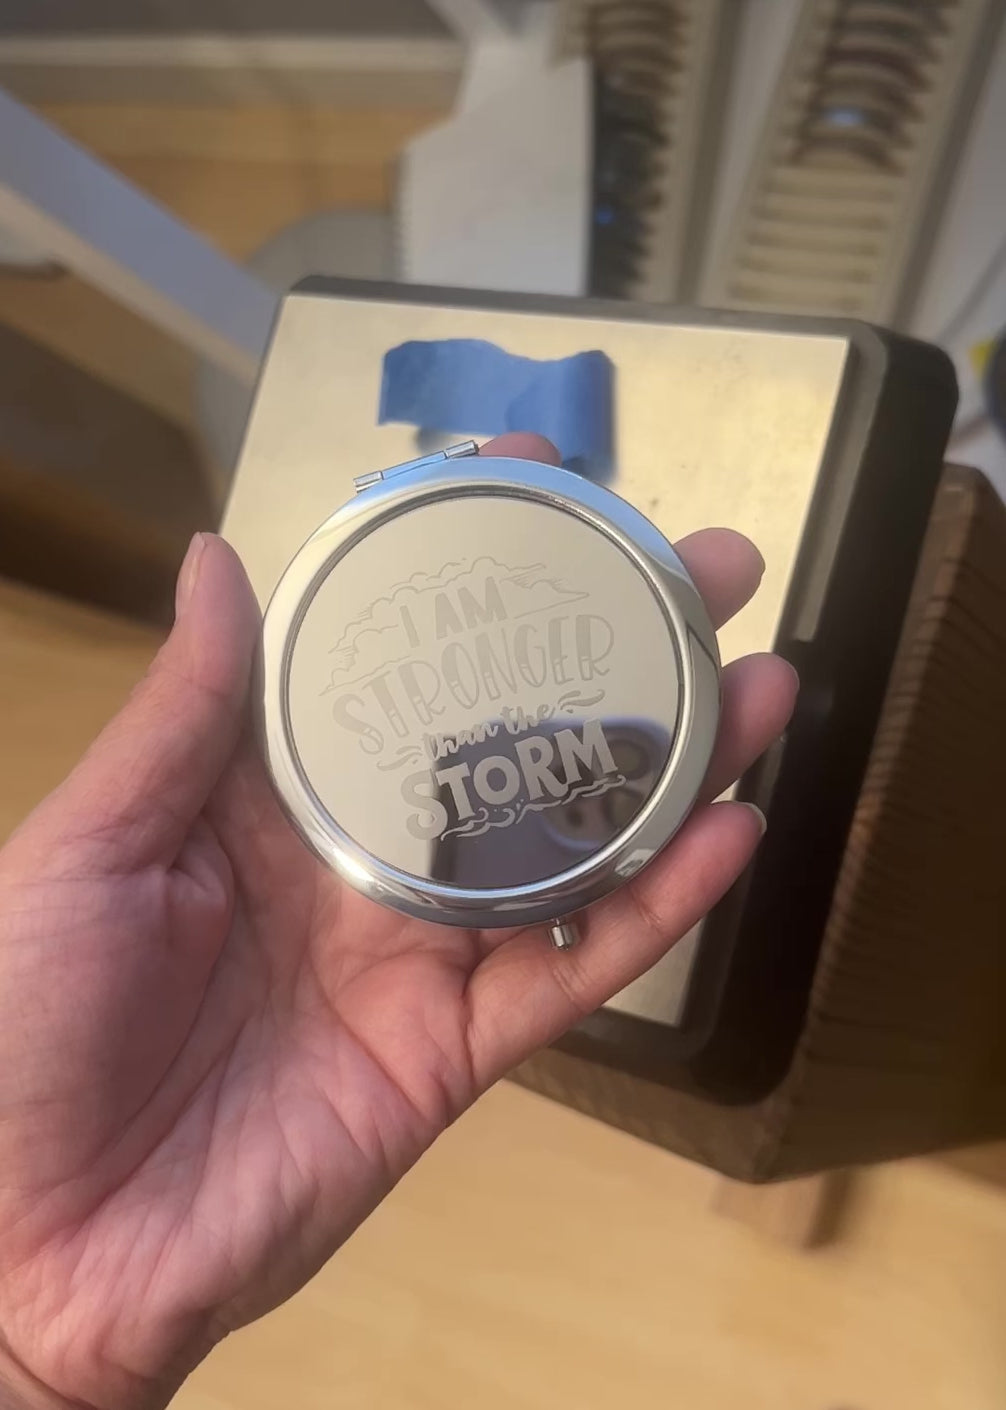 I AM
STRONGER
than the
STORM